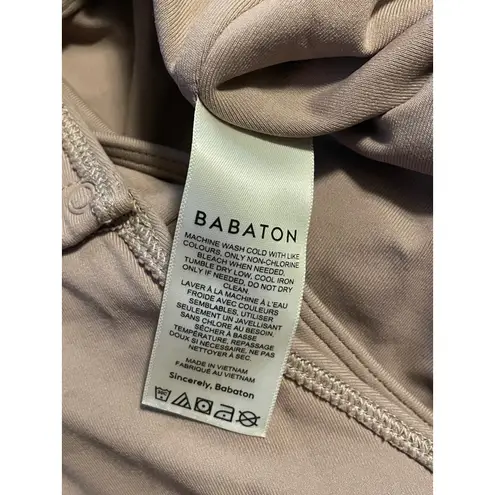 BABATON
MACHINE WASH COLD WITH LIKE
COLOURS, ONLY NON-CHLORINE
BLEACH WHEN NEEDED.
TUMBLE DRY LOW, COOL IRON
ONLY IF NEEDED, DO NOT DRY
CLEAN.
LAVER À LA MACHINE À L'EAU
FROIDE AVEC COULEURS
SEMBLABLES, UTILISER
SEULEMENT UN JAVELLISANT
SANS CHLORE AU BESOIN.
SÉCHER À BASSE
TEMPÉRATURE, REPASSAGE
DOUX SI NÉCESSAIRE, NE PAS
NETTOYER À SEC.
MADE IN VIETNAM
FABRIQUÉ AU VIETNAM
Sincerely, Babaton